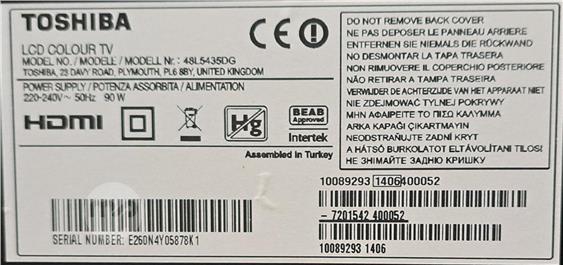 TOSHIBA
LCD COLOUR TV
MODEL NO. / MODELE / MODELL Nr. : 48L5435DG
TOSHIBA, 23 DAVY ROAD, PLYMOUTH, PL6 8BY, UNITED KINGDOM
POWER SUPPLY / POTENZA ASSORBITA / ALIMENTATION
220-240V~ 50Hz 90 W
HDMI
Hg
BEAB
Approved
Intertek
Assembled in Turkey
CE
DO NOT REMOVE BACK COVER
NE PAS DEPOSER LE PANNEAU ARRIERE
ENTFERNEN SIE NIEMALS DIE RÜCKWAND
NO DESMONTAR LA TAPA TRASERA
NON RIMUOVERE IL COPERCHIO POSTERIORE
NÃO RETIRAR A TAMPA TRASEIRA
VERWIJDER DE ACHTERZIJDE VAN HET APPARAAT NIET
NIE ZDEJMOWAĆ TYLNEJ POKRYWY
ΜΗΝ ΑΦΑΙΡΕΙΤΕ ΤΟ ΠΙΣΩ ΚΑΛΥΜΜΑ
ARKA KAPAĞI ÇIKARTMAYIN
NEODSTRAŇUJTE ZADNÍ KRYT
A HÁTSÓ BURKOLATOT ELTÁVOLÍTANI TILOS!
НЕ ЗНІМАЙТЕ ЗАДНЮ КРИШКУ
10089293 1406400052
7201542 400052
10089293 1406
SERIAL NUMBER: E260N4Y05878K1